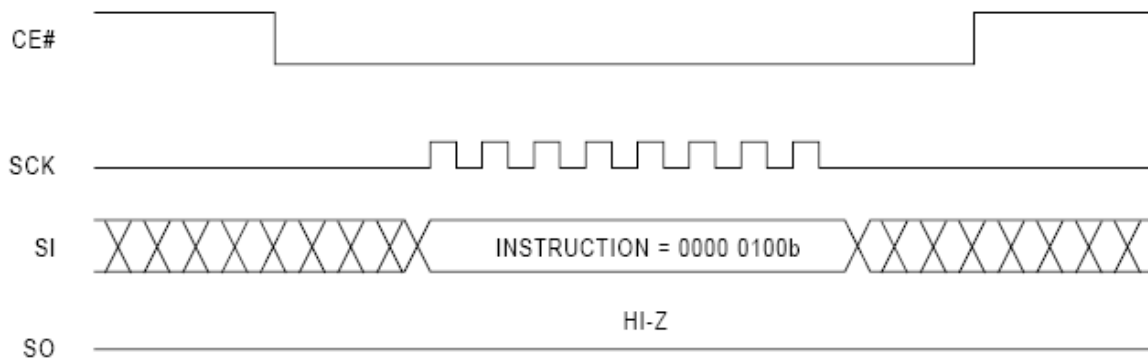 CE#
SCK
SI
INSTRUCTION = 0000 0100b
HI-Z
SO